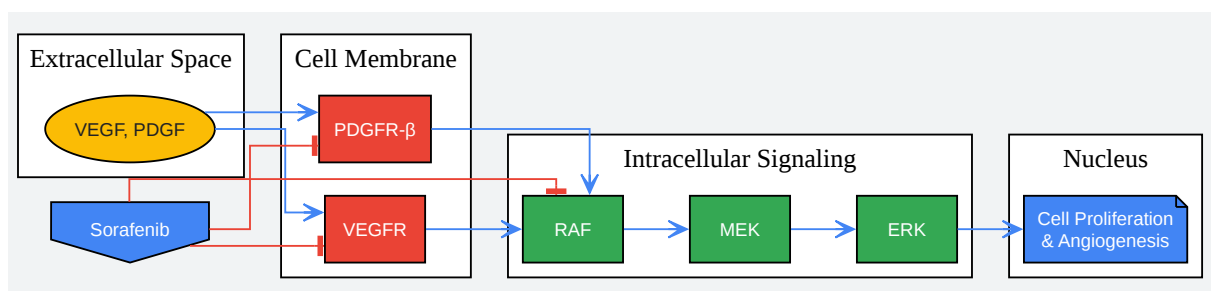 Extracellular Space
Cell Membrane
VEGF, PDGF
PDGFR-β
Intracellular Signaling
Nucleus
Sorafenib
VEGFR
RAF
MEK
ERK
Cell Proliferation
& Angiogenesis